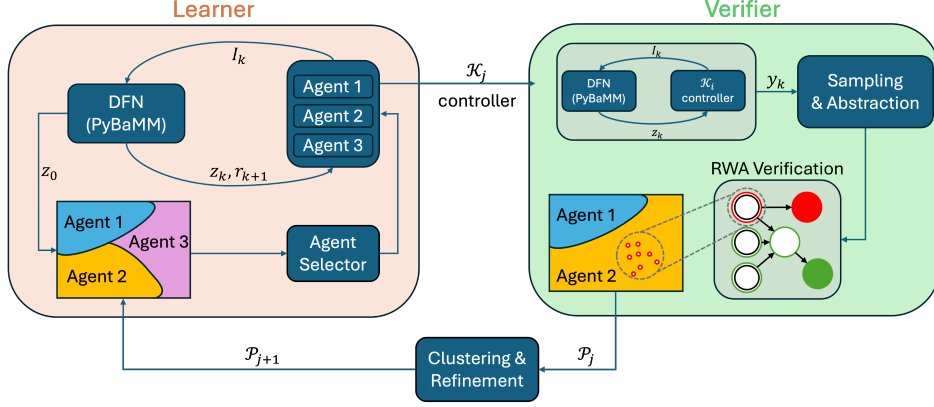 Learner
Verifier
I_k
Agent 1
Agent 2
Agent 3
DFN
(PyBaMM)
z_0
z_k, r_{k+1}
Agent 1
Agent 3
Agent 2
Agent
Selector
𝒦_j
controller
I_k
DFN
(PyBaMM)
𝒦_i
controller
z_k
y_k
Sampling
& Abstraction
RWA Verification
Agent 1
Agent 2
𝒫_{j+1}
Clustering &
Refinement
𝒫_j